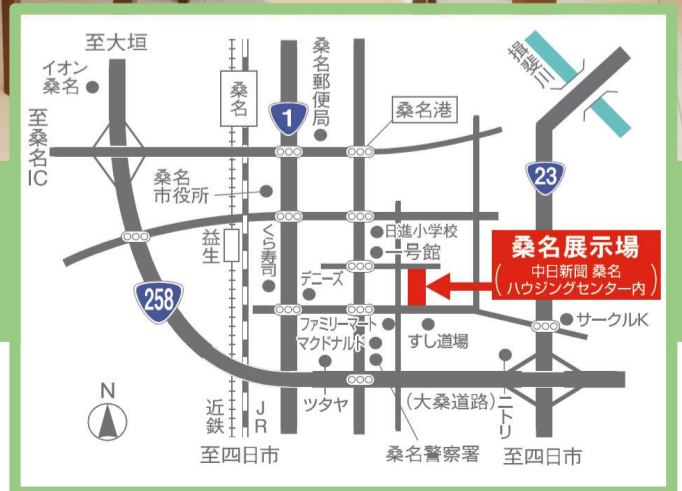 至大垣
イオン
桑名
至桑名
IC
桑名
1
桑名郵便局
桑名港
揖斐川
23
桑名
市役所
益生
258
くら寿司
デニーズ
日進小学校
一号館
桑名展示場
(中日新聞 桑名
ハウジングセンター内)
ファミリーマート
マクドナルド
すし道場
サークルK
N
近鉄
JR
至四日市
ツタヤ
(大桑道路)
ニトリ
桑名警察署
至四日市